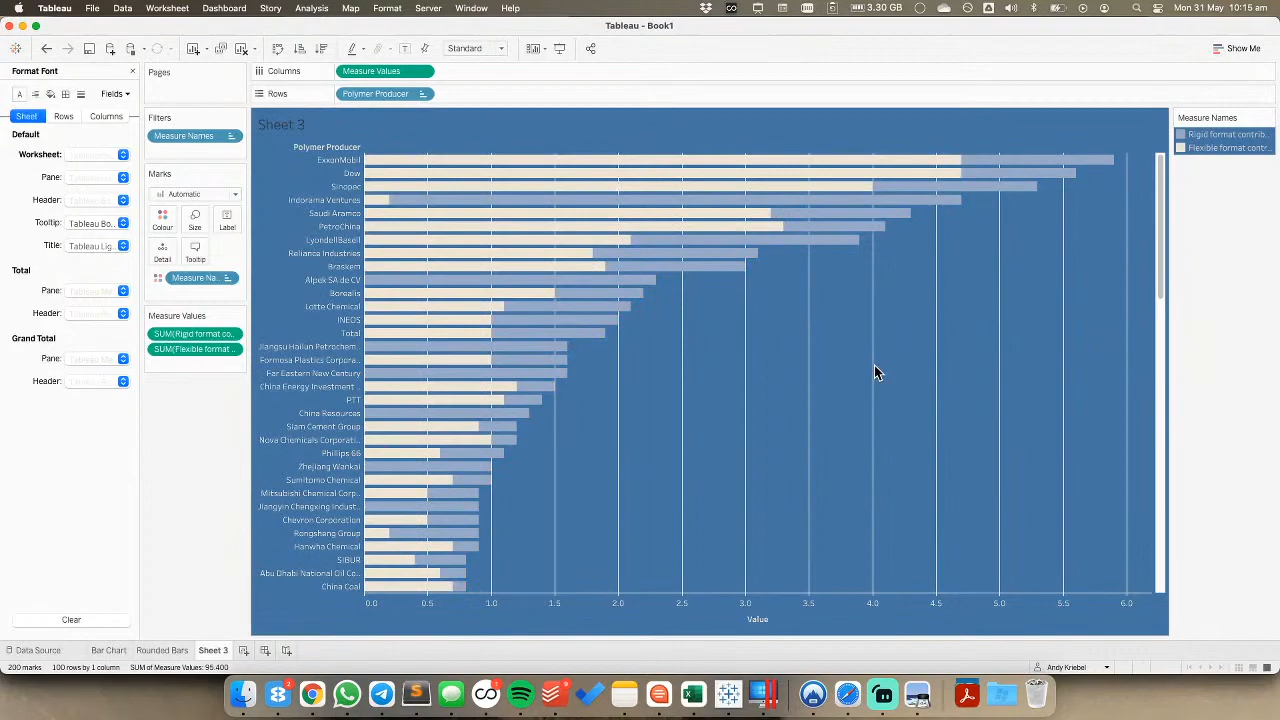 Tableau File Data Worksheet Dashboard Story Analysis Map Format Server Window Help 3.30 GB Mon 31 May 10:15 am
Tableau - Book1
Standard Show Me
Format Font
Fields
Sheet Rows Columns
Default
Worksheet:
Pane:
Header:
Tooltip: Tableau Bo..
Title: Tableau Lig..
Total
Pane:
Header:
Grand Total
Pane:
Header:
Clear
Pages
Filters
Measure Names
Marks
Automatic
Colour Size Label
Detail Tooltip
Measure Na..
Measure Values
SUM(Rigid format co..
SUM(Flexible format ..
Columns Measure Values
Rows Polymer Producer
Sheet 3
Polymer Producer
ExxonMobil
Dow
Sinopec
Indorama Ventures
Saudi Aramco
PetroChina
LyondellBasell
Reliance Industries
Braskem
Alpek SA de CV
Borealis
Lotte Chemical
INEOS
Total
Jiangsu Hailun Petrochem..
Formosa Plastics Corpora..
Far Eastern New Century
China Energy Investment ..
PTT
China Resources
Siam Cement Group
Nova Chemicals Corporati..
Phillips 66
Zhejiang Wankai
Sumitomo Chemical
Mitsubishi Chemical Corp..
Jiangyin Chengxing Indust..
Chevron Corporation
Rongsheng Group
Hanwha Chemical
SIBUR
Abu Dhabi National Oil Co..
China Coal
0.0 0.5 1.0 1.5 2.0 2.5 3.0 3.5 4.0 4.5 5.0 5.5 6.0
Value
Measure Names
Rigid format contrib..
Flexible format contr..
Data Source Bar Chart Rounded Bars Sheet 3
200 marks 100 rows by 1 column SUM of Measure Values: 95.400 Andy Kriebel